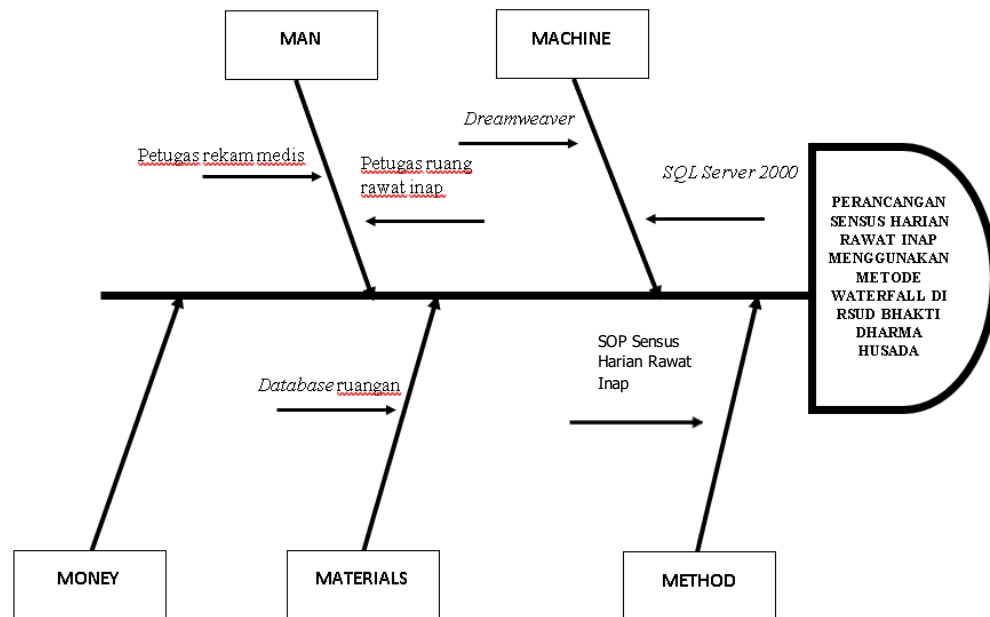 MAN
MACHINE
Dreamweaver
Petugas rekam medis
Petugas ruang
rawat inap
SQL Server 2000
PERANCANGAN
SENSUS HARIAN
RAWAT INAP
MENGGUNAKAN
METODE
WATERFALL DI
RSUD BHAKTI
DHARMA
HUSADA
SOP Sensus
Harian Rawat
Inap
Database ruangan
MONEY
MATERIALS
METHOD